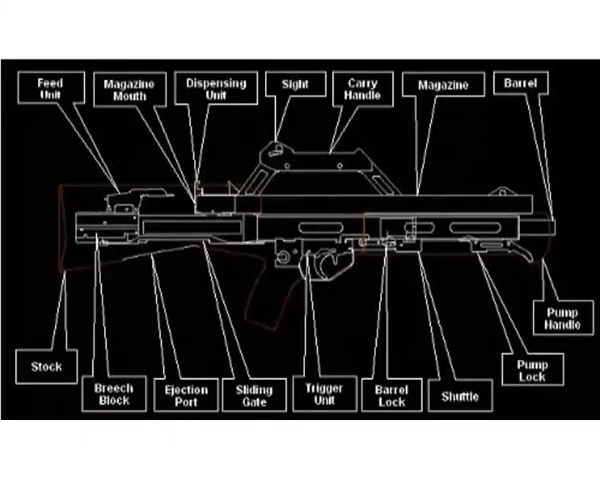 Feed
Unit
Magazine
Mouth
Dispensing
Unit
Sight
Carry
Handle
Magazine
Barrel
Pump
Handle
Stock
Breech
Block
Ejection
Port
Sliding
Gate
Trigger
Unit
Barrel
Lock
Shuttle
Pump
Lock